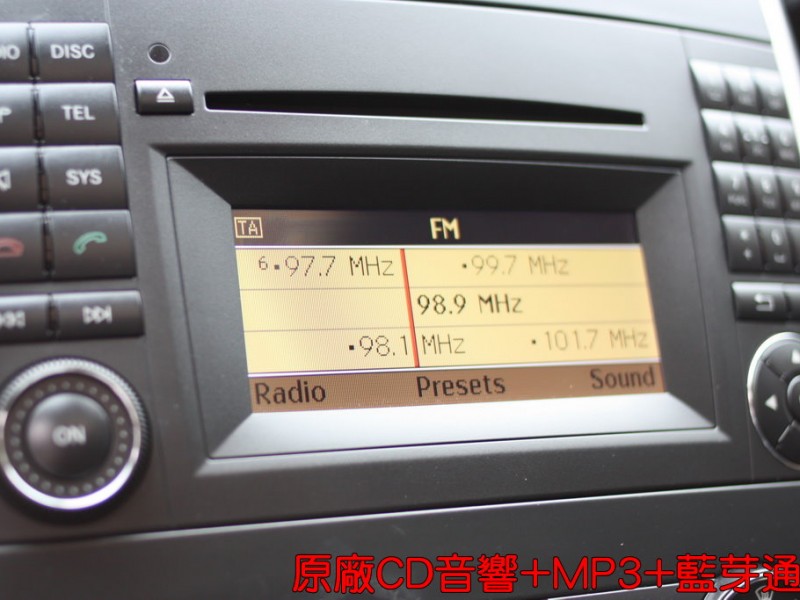 DISC
TEL
SYS
TA FM
6 97.7 MHz 99.7 MHz
98.9 MHz
98.1 MHz 101.7 MHz
Radio Presets Sound
ON
原廠CD音響+MP3+藍芽通